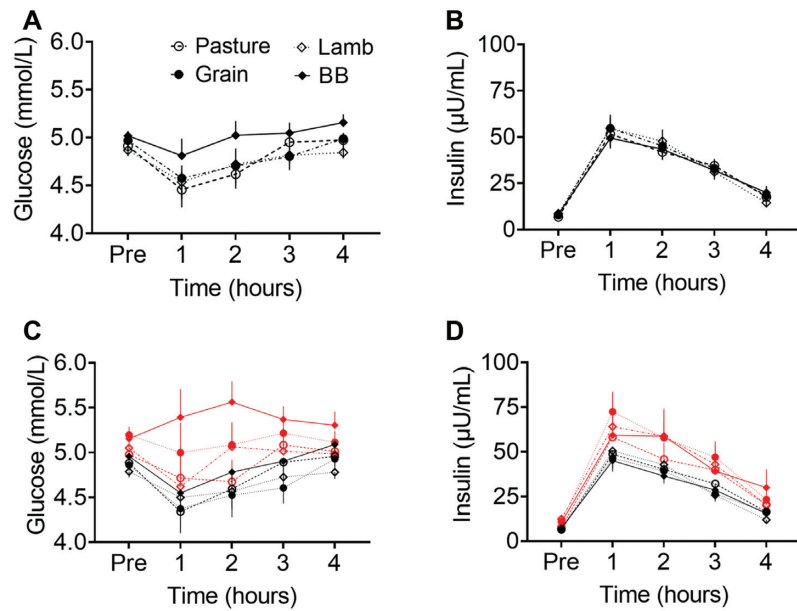 A
Glucose (mmol/L)
6.0
5.5
5.0
4.5
4.0
Pasture
Lamb
Grain
BB
Pre 1 2 3 4
Time (hours)
B
Insulin (µU/mL)
100
75
50
25
0
Pre 1 2 3 4
Time (hours)
C
Glucose (mmol/L)
6.0
5.5
5.0
4.5
4.0
Pre 1 2 3 4
Time (hours)
D
Insulin (µU/mL)
100
75
50
25
0
Pre 1 2 3 4
Time (hours)